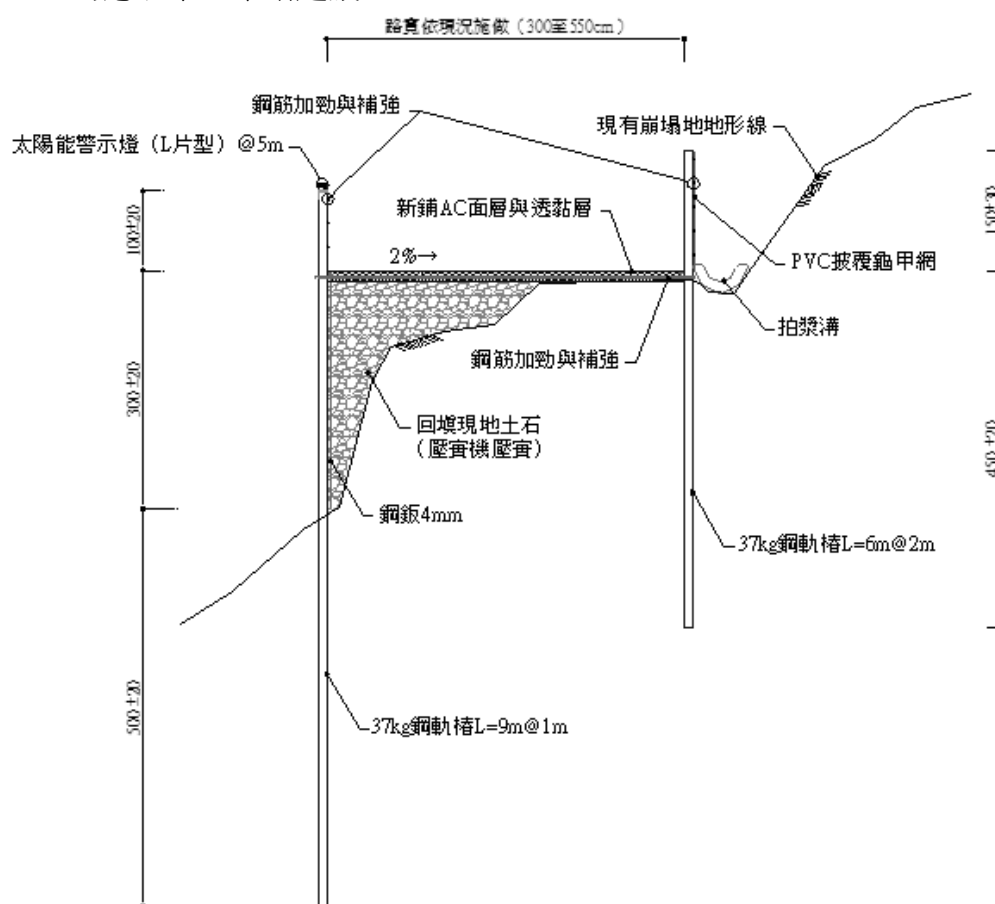 路寬依現況施做（300至550cm）
鋼筋加勁與補強
現有崩塌地地形線
太陽能警示燈（L片型）@5m
新鋪AC面層與透黏層
100±20
150±30
2%→
PVC披覆龜甲網
拍漿溝
鋼筋加勁與補強
300±20
回填現地土石
（壓實機壓實）
450±20
鋼鈑4mm
37kg鋼軌樁L=6m@2m
500±20
37kg鋼軌樁L=9m@1m